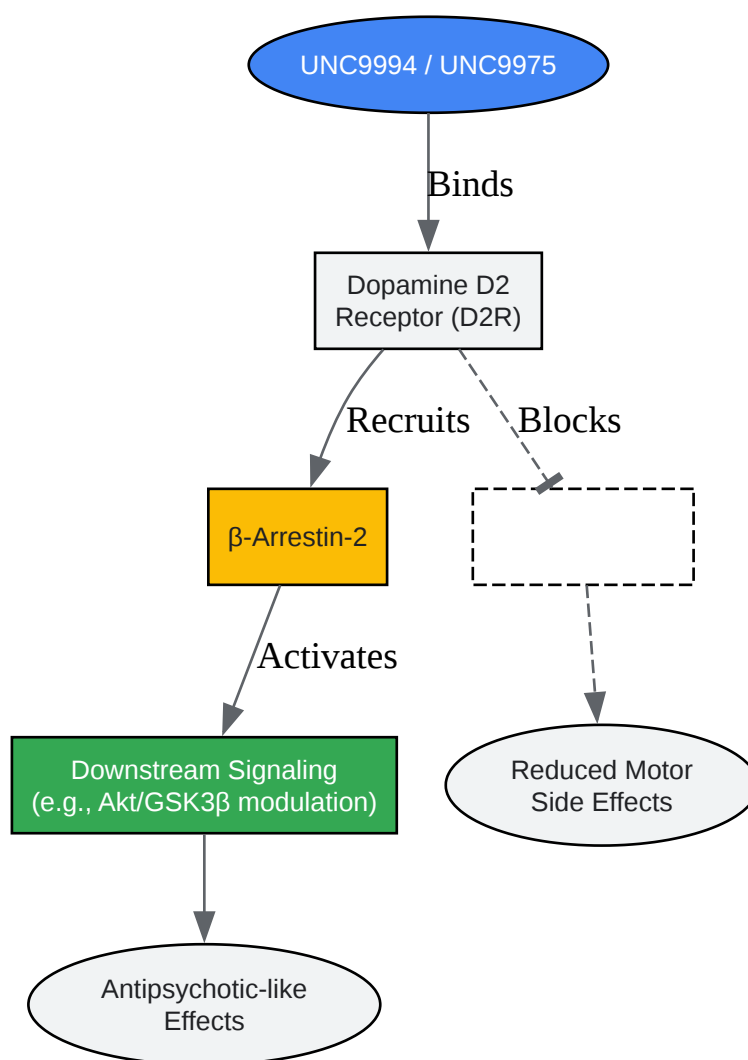 UNC9994 / UNC9975
Binds
Dopamine D2
Receptor (D2R)
Recruits
Blocks
β-Arrestin-2
Activates
Downstream Signaling
(e.g., Akt/GSK3β modulation)
Reduced Motor
Side Effects
Antipsychotic-like
Effects